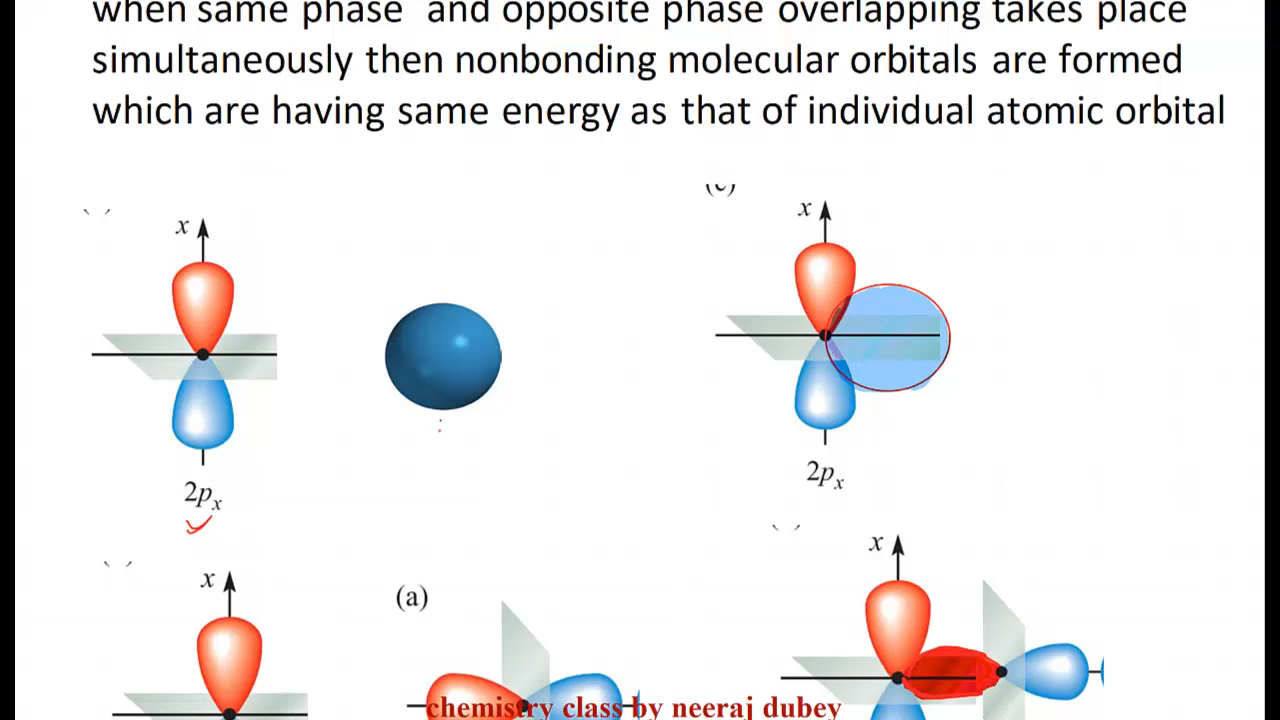 when same phase and opposite phase overlapping takes place
simultaneously then nonbonding molecular orbitals are formed
which are having same energy as that of individual atomic orbital
x
x
2pₓ
2pₓ
x
x
(a)
chemistry class by neeraj dubey